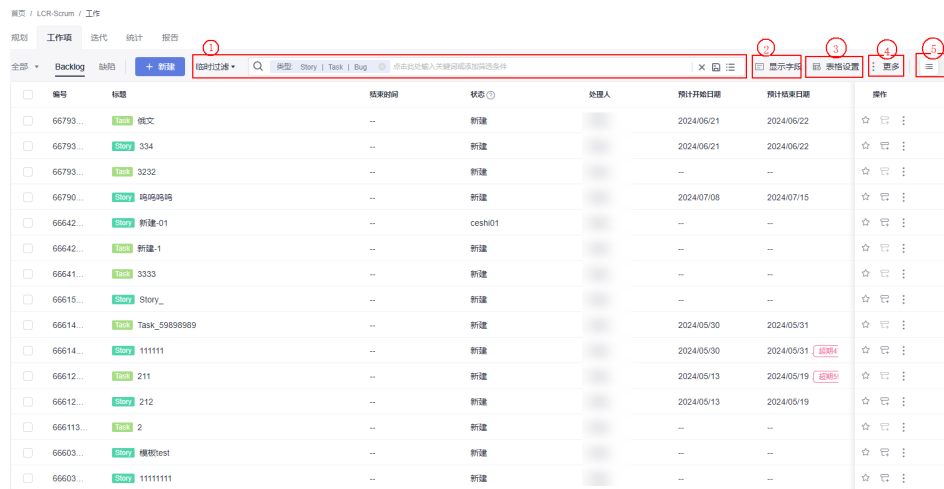 首页 / LCR-Scrum / 工作
规划 工作项 迭代 统计 报告
① ② ③ ④ ⑤
全部 Backlog 缺陷 + 新建 临时过滤 类型: Story | Task | Bug 点击此处输入关键词或添加筛选条件 显示字段 表格设置 更多
编号 标题 结束时间 状态 处理人 预计开始日期 预计结束日期 操作
66793... Task 俄文 -- 新建 2024/06/21 2024/06/22
66793... Story 334 -- 新建 2024/06/21 2024/06/22
66793... Task 3232 -- 新建 -- --
66790... Story 呜呜呜呜 -- 新建 2024/07/08 2024/07/15
66642... Story 新建-01 -- ceshi01 -- --
66642... Task 新建-1 -- 新建 -- --
66641... Task 3333 -- 新建 -- --
66615... Story Story_ -- 新建 -- --
66614... Task Task_59898989 -- 新建 2024/05/30 2024/05/31
66614... Story 111111 -- 新建 2024/05/30 2024/05/31 超期4
66612... Task 211 -- 新建 2024/05/13 2024/05/19 超期5
66612... Story 212 -- 新建 2024/05/13 2024/05/19
666113... Task 2 -- 新建 -- --
66603... Story 模板test -- 新建 -- --
66603... Story 11111111 -- 新建 -- --